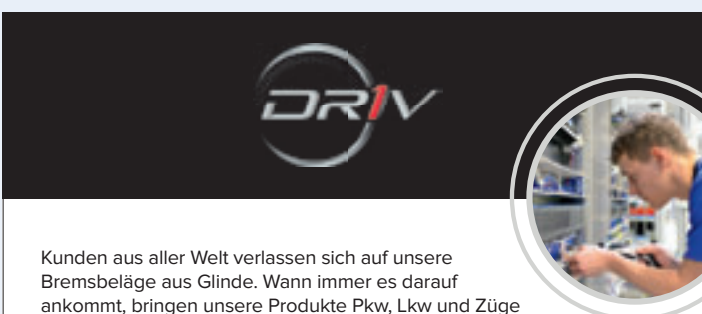 DR1V
Kunden aus aller Welt verlassen sich auf unsere
Bremsbeläge aus Glinde. Wann immer es darauf
ankommt, bringen unsere Produkte Pkw, Lkw und Züge